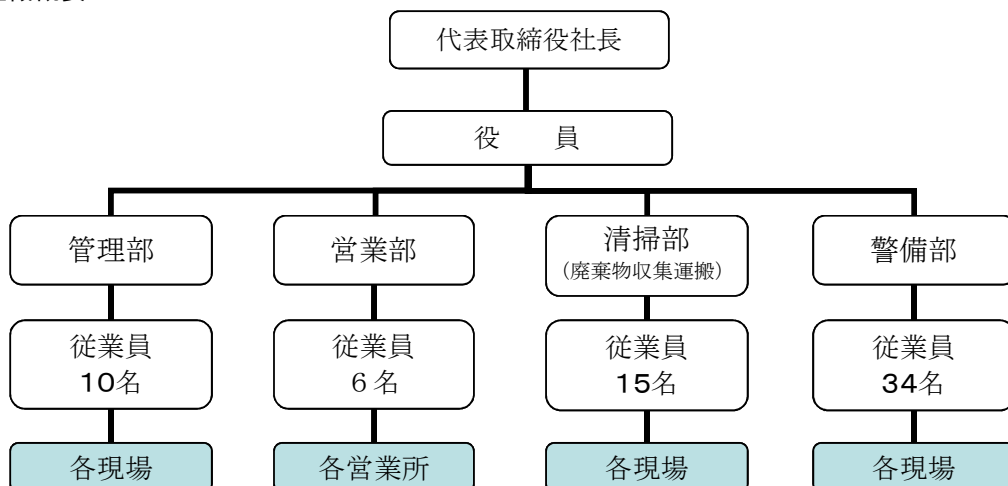 代表取締役社長
役　　員
管理部
営業部
清掃部
（廃棄物収集運搬）
警備部
従業員
10名
従業員
６名
従業員
15名
従業員
34名
各現場
各営業所
各現場
各現場